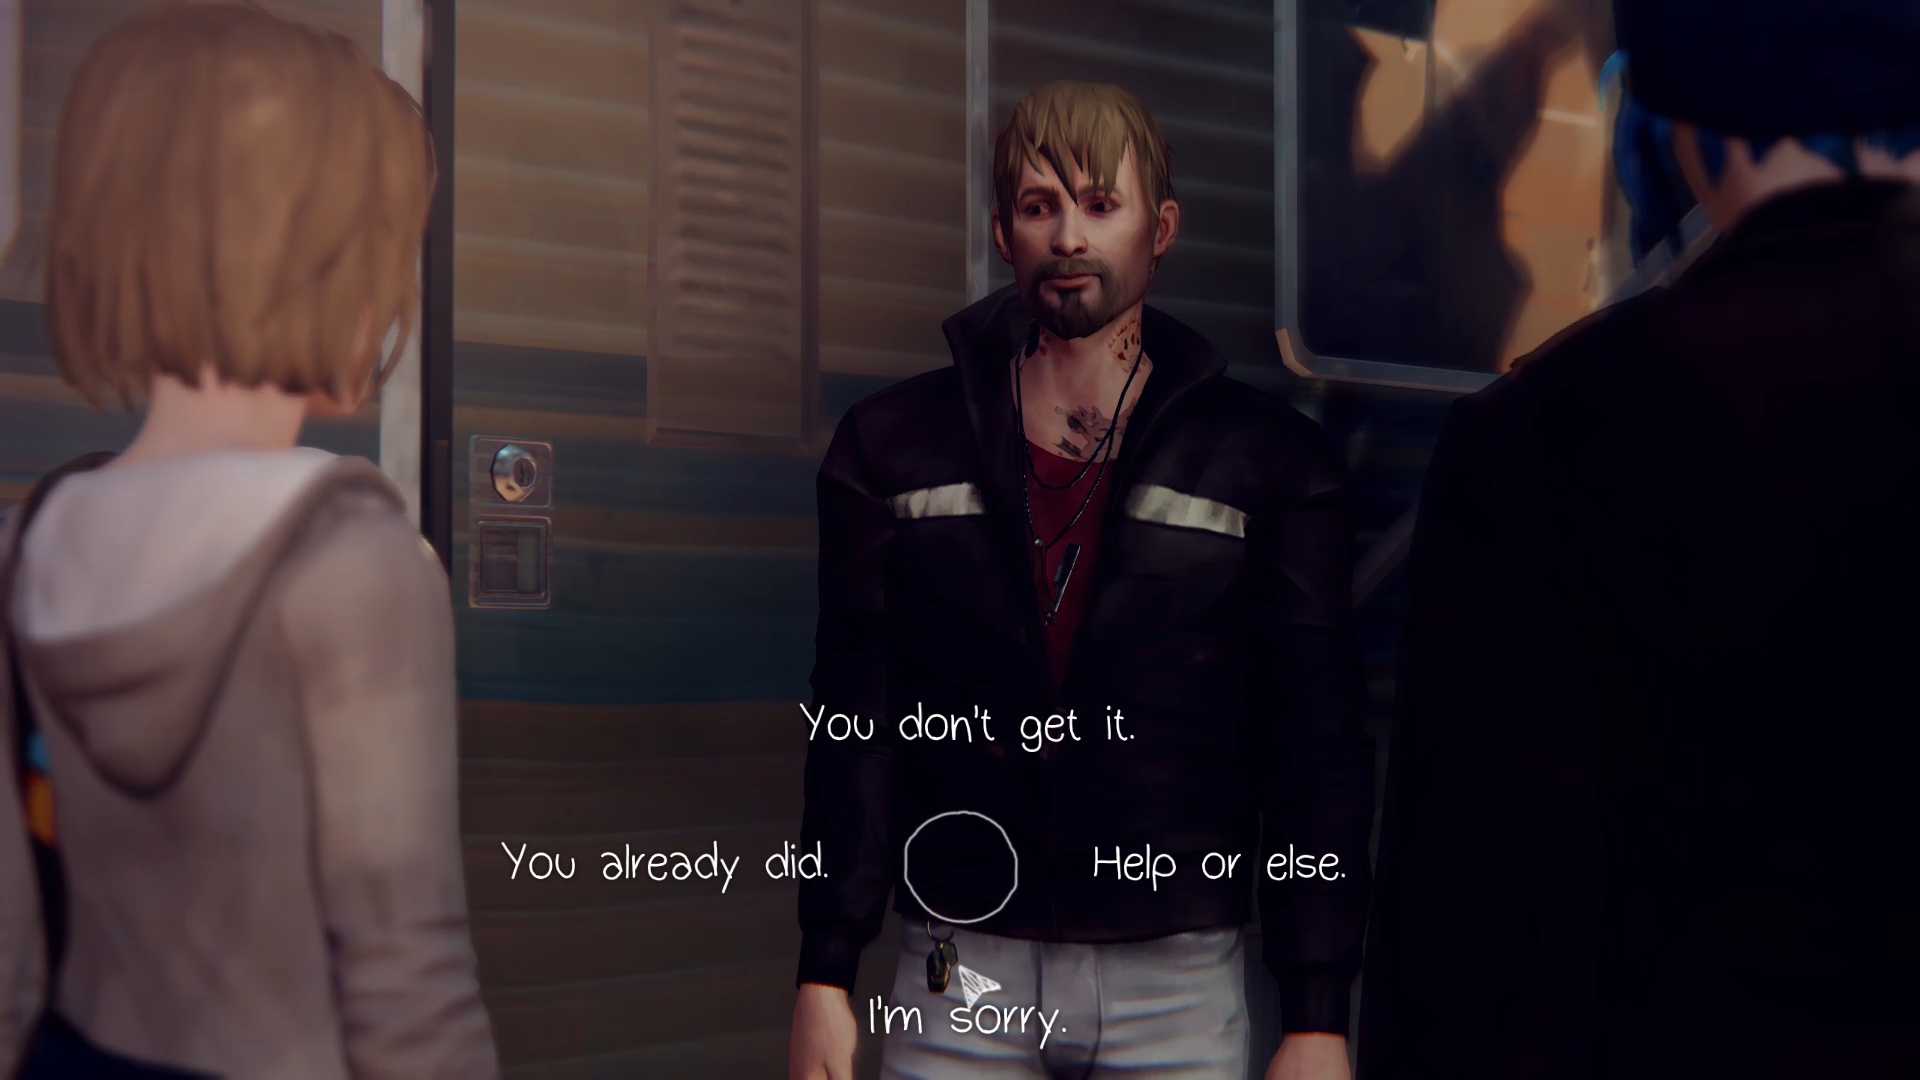 You don't get it.
You already did.
Help or else.
I'm sorry.